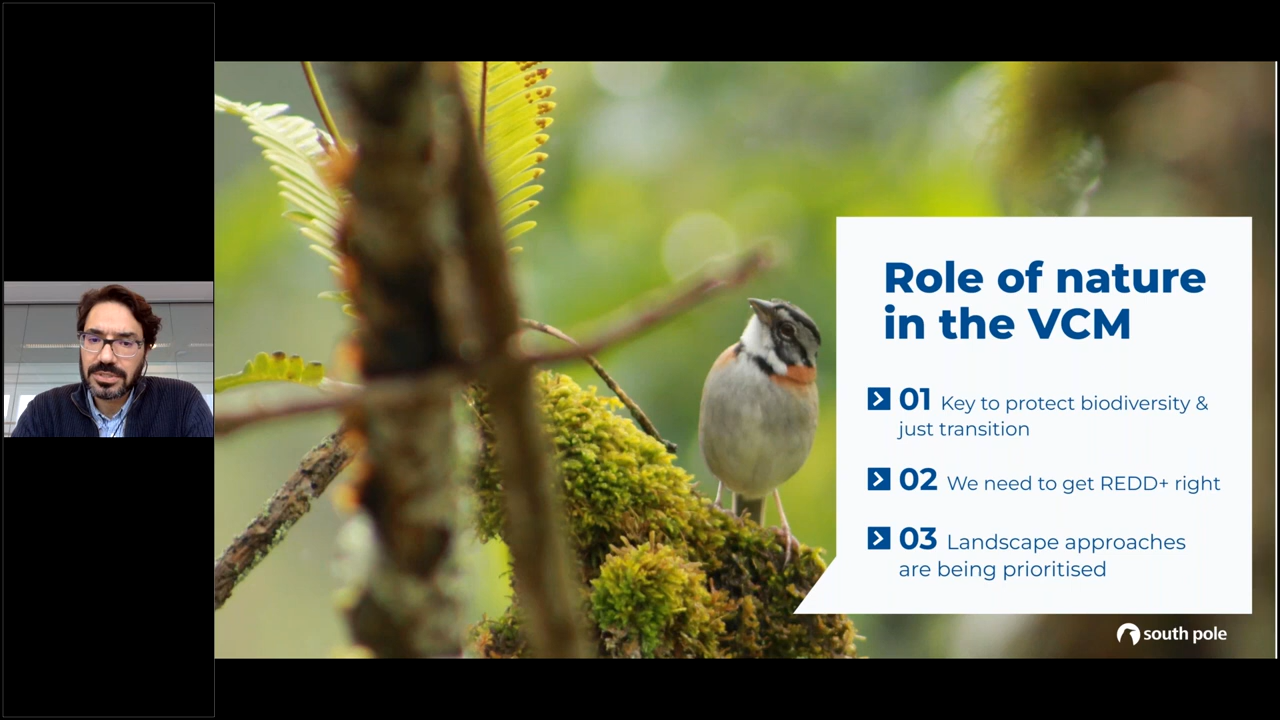 Role of nature
in the VCM
01 Key to protect biodiversity &
just transition
02 We need to get REDD+ right
03 Landscape approaches
are being prioritised
south pole